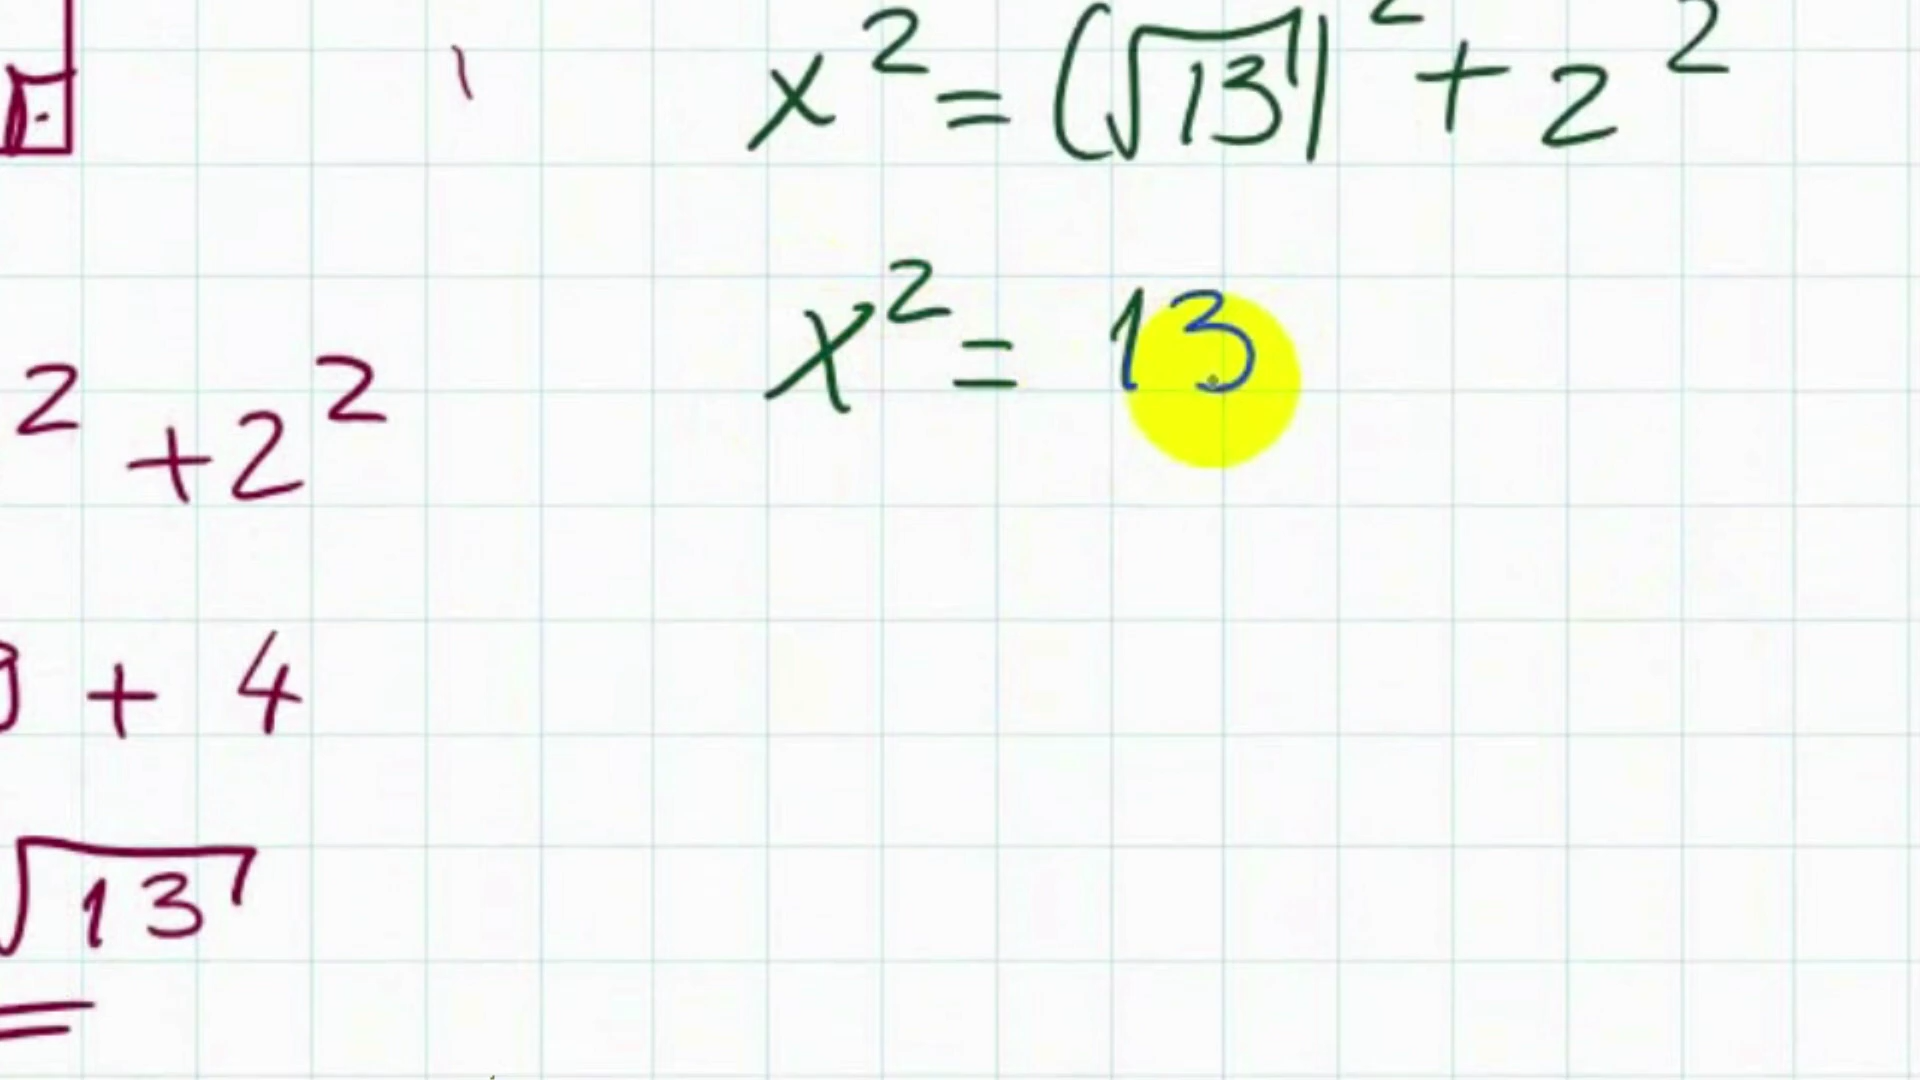 x² = (√13)² + 2²
x² = 13
² + 2²
+ 4
√13
=